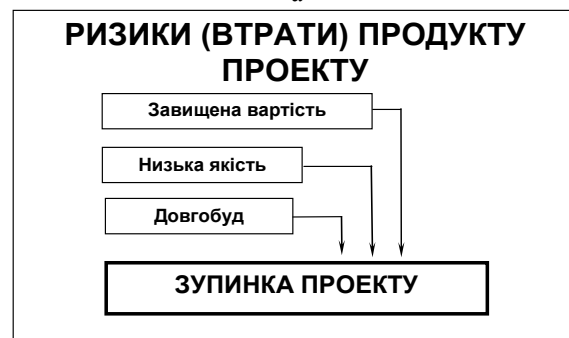 РИЗИКИ (ВТРАТИ) ПРОДУКТУ
ПРОЕКТУ
Завищена вартість
Низька якість
Довгобуд
ЗУПИНКА ПРОЕКТУ